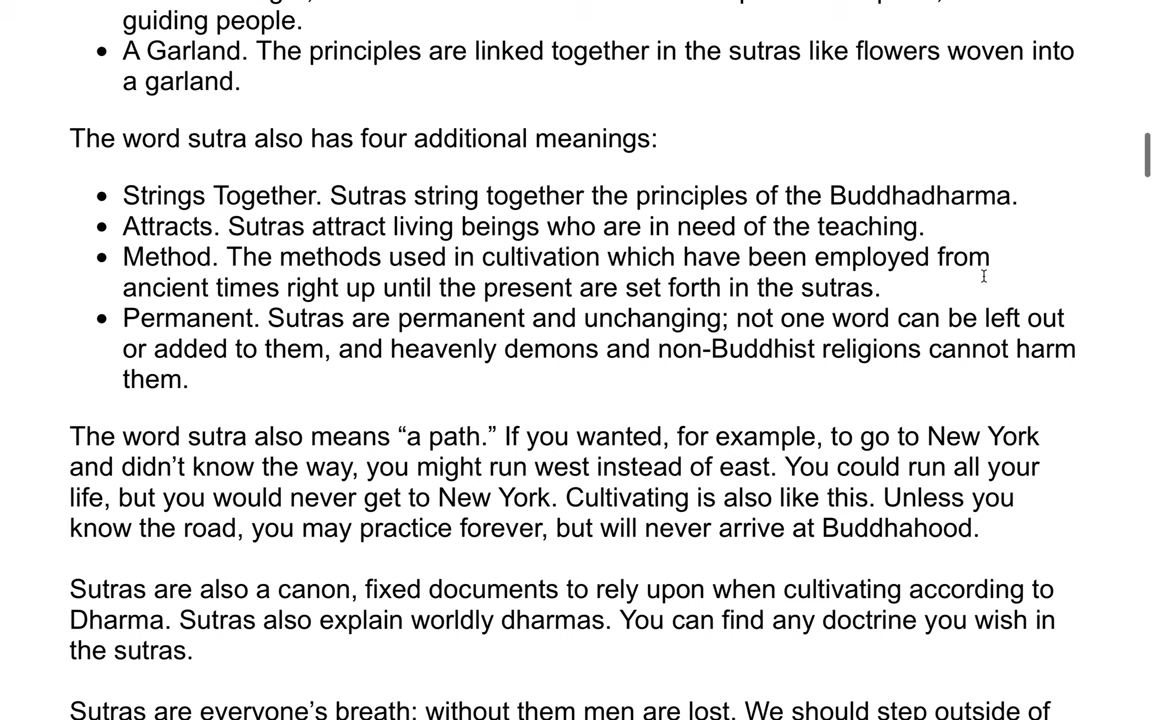 guiding people.
• A Garland. The principles are linked together in the sutras like flowers woven into
a garland.
The word sutra also has four additional meanings:
• Strings Together. Sutras string together the principles of the Buddhadharma.
• Attracts. Sutras attract living beings who are in need of the teaching.
• Method. The methods used in cultivation which have been employed from
ancient times right up until the present are set forth in the sutras.
• Permanent. Sutras are permanent and unchanging; not one word can be left out
or added to them, and heavenly demons and non-Buddhist religions cannot harm
them.
The word sutra also means “a path.” If you wanted, for example, to go to New York
and didn’t know the way, you might run west instead of east. You could run all your
life, but you would never get to New York. Cultivating is also like this. Unless you
know the road, you may practice forever, but will never arrive at Buddhahood.
Sutras are also a canon, fixed documents to rely upon when cultivating according to
Dharma. Sutras also explain worldly dharmas. You can find any doctrine you wish in
the sutras.
Sutras are everyone’s breath; without them men are lost. We should step outside of